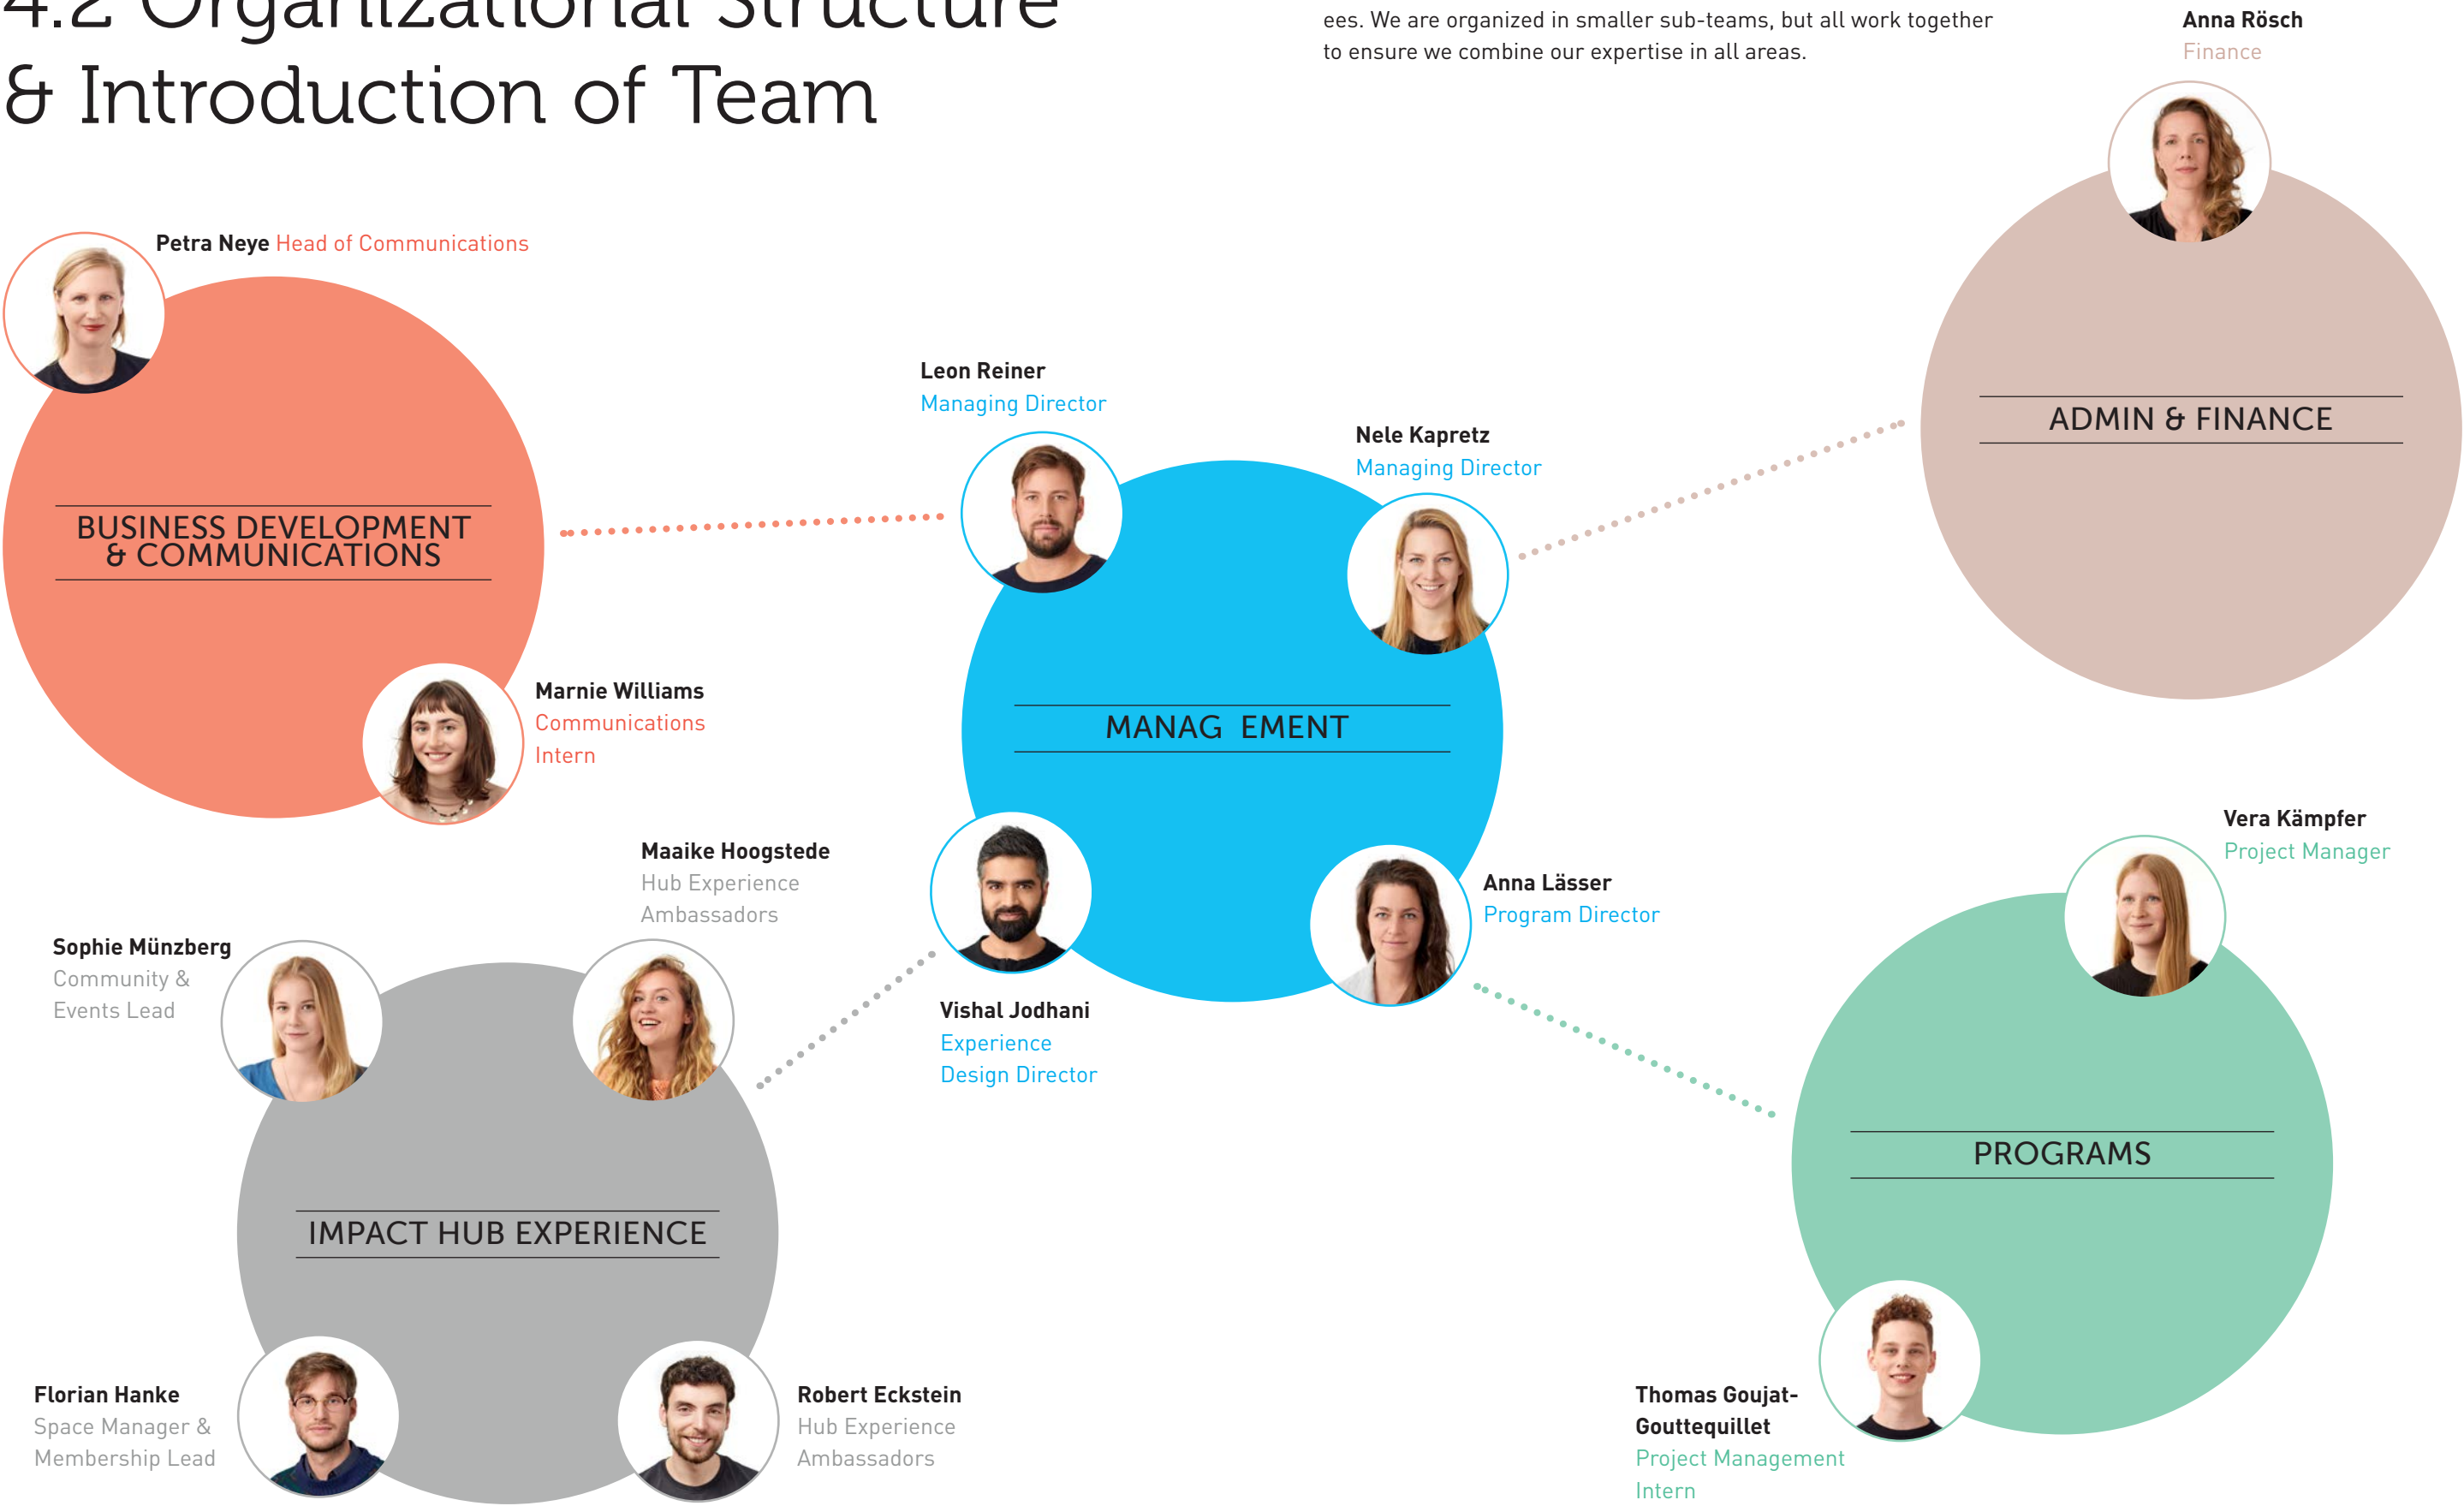 4.2 Organizational Structure
& Introduction of Team
ees. We are organized in smaller sub-teams, but all work together
to ensure we combine our expertise in all areas.
Anna Rösch
Finance
Petra Neye Head of Communications
Leon Reiner
Managing Director
Nele Kapretz
Managing Director
ADMIN & FINANCE
BUSINESS DEVELOPMENT
& COMMUNICATIONS
Marnie Williams
Communications
Intern
MANAG EMENT
Maaike Hoogstede
Hub Experience
Ambassadors
Vera Kämpfer
Project Manager
Anna Lässer
Program Director
Sophie Münzberg
Community &
Events Lead
Vishal Jodhani
Experience
Design Director
PROGRAMS
IMPACT HUB EXPERIENCE
Florian Hanke
Space Manager &
Membership Lead
Robert Eckstein
Hub Experience
Ambassadors
Thomas Goujat-
Gouttequillet
Project Management
Intern